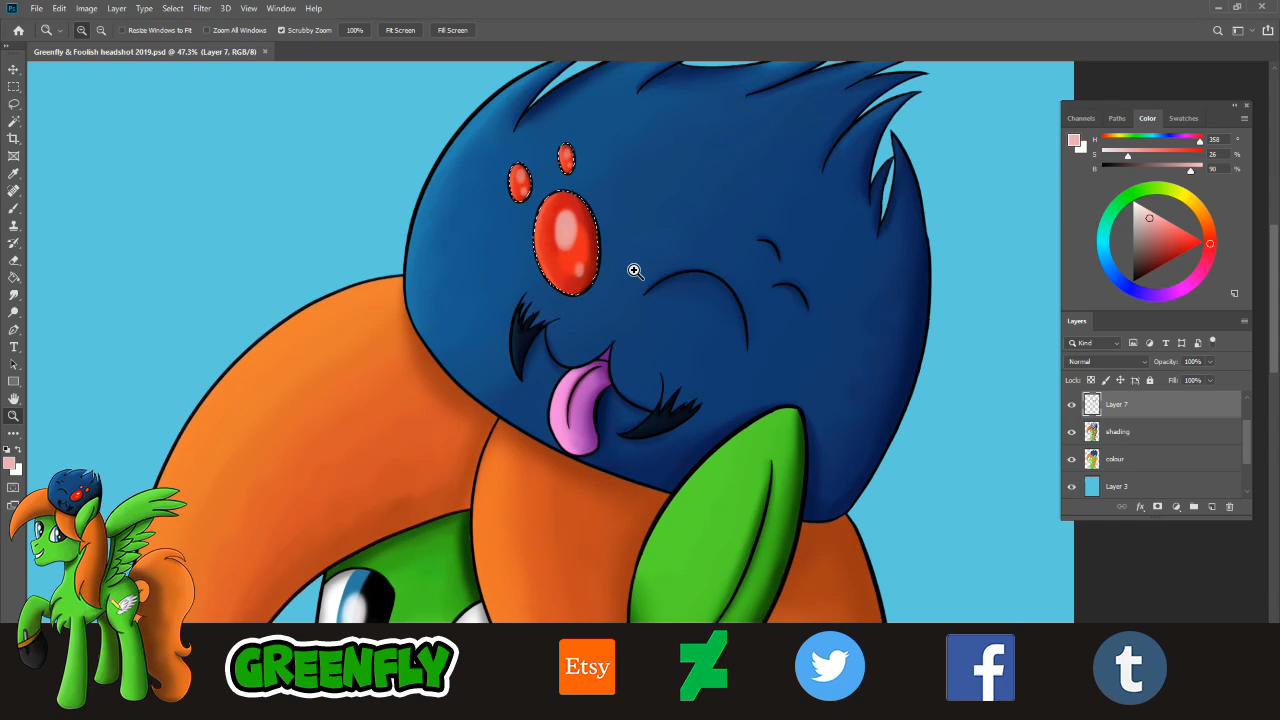 Ps File Edit Image Layer Type Select Filter 3D View Window Help
Resize Windows to Fit Zoom All Windows Scrubby Zoom 100% Fit Screen Fill Screen
Greenfly & Foolish headshot 2019.psd @ 47.3% (Layer 7, RGB/8) ×
Channels Paths Color Swatches
H 358 °
S 26 %
B 90 %
Layers
Kind
Normal Opacity: 100%
Lock: Fill: 100%
Layer 7
shading
colour
Layer 3
fx
GREENFLY Etsy f t